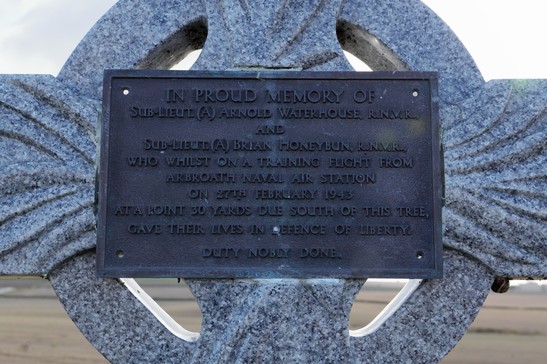 IN PROUD MEMORY OF
SUB-LIEUT. (A) ARNOLD WATERHOUSE, R.N.V.R.,
AND
SUB-LIEUT. (A) BRIAN HONEYBUN, R.N.V.R.,
WHO WHILST ON A TRAINING FLIGHT FROM
ARBROATH NAVAL AIR STATION
ON 27TH FEBRUARY 1943
AT A POINT 30 YARDS DUE SOUTH OF THIS TREE,
GAVE THEIR LIVES IN DEFENCE OF LIBERTY.
DUTY NOBLY DONE.